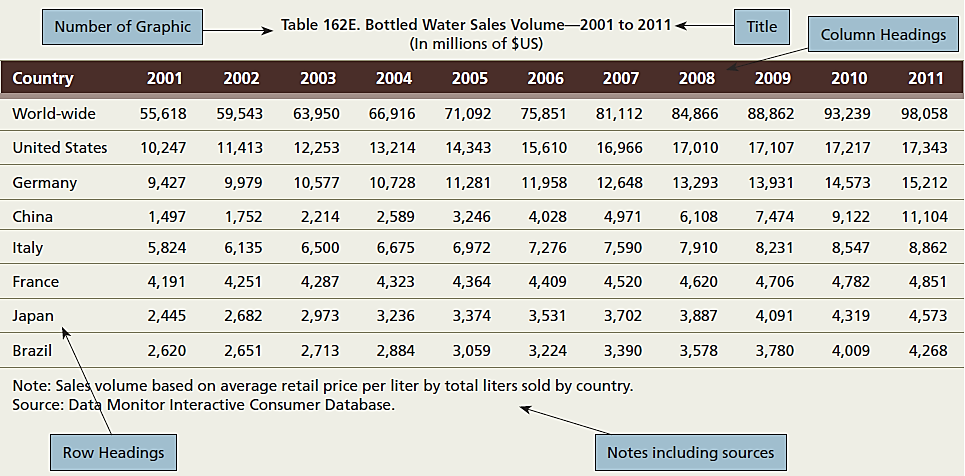 Number of Graphic
Table 162E. Bottled Water Sales Volume—2001 to 2011
Title
(In millions of $US)
Column Headings
Country 2001 2002 2003 2004 2005 2006 2007 2008 2009 2010 2011
World-wide 55,618 59,543 63,950 66,916 71,092 75,851 81,112 84,866 88,862 93,239 98,058
United States 10,247 11,413 12,253 13,214 14,343 15,610 16,966 17,010 17,107 17,217 17,343
Germany 9,427 9,979 10,577 10,728 11,281 11,958 12,648 13,293 13,931 14,573 15,212
China 1,497 1,752 2,214 2,589 3,246 4,028 4,971 6,108 7,474 9,122 11,104
Italy 5,824 6,135 6,500 6,675 6,972 7,276 7,590 7,910 8,231 8,547 8,862
France 4,191 4,251 4,287 4,323 4,364 4,409 4,520 4,620 4,706 4,782 4,851
Japan 2,445 2,682 2,973 3,236 3,374 3,531 3,702 3,887 4,091 4,319 4,573
Brazil 2,620 2,651 2,713 2,884 3,059 3,224 3,390 3,578 3,780 4,009 4,268
Note: Sales volume based on average retail price per liter by total liters sold by country.
Source: Data Monitor Interactive Consumer Database.
Row Headings
Notes including sources